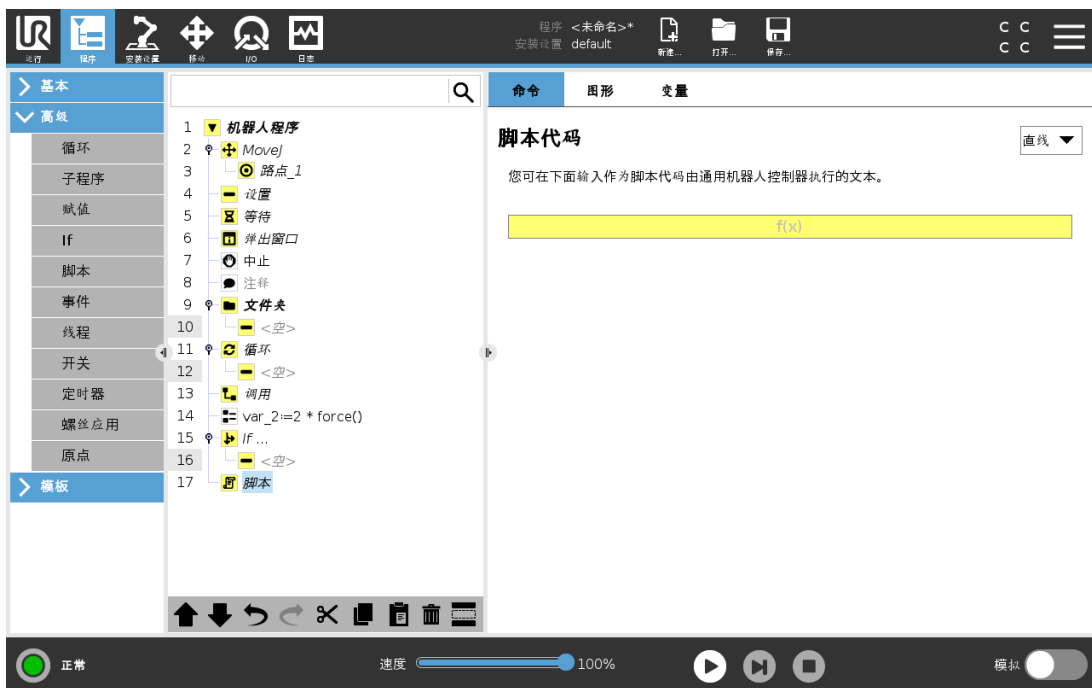 UR
运行
程序
安装设置
移动
I/O
日志
程序 <未命名>*
安装设置 default
新建...
打开...
保存...
C C
C C
基本
高级
循环
子程序
赋值
If
脚本
事件
线程
开关
定时器
螺丝应用
原点
模板
1 机器人程序
2 MoveJ
3 路点_1
4 设置
5 等待
6 弹出窗口
7 中止
8 注释
9 文件夹
10 <空>
11 循环
12 <空>
13 调用
14 var_2:=2 * force()
15 If ...
16 <空>
17 脚本
命令 图形 变量
脚本代码
直线
您可在下面输入作为脚本代码由通用机器人控制器执行的文本。
f(x)
正常
速度 100%
模拟